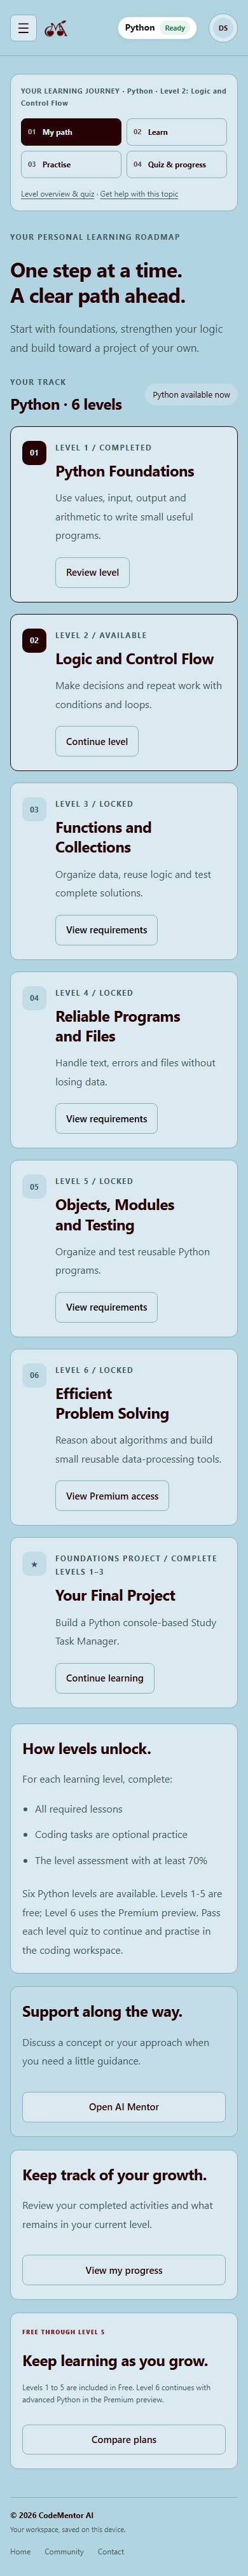 Python Ready DS
YOUR LEARNING JOURNEY · Python · Level 2: Logic and
Control Flow
01 My path
02 Learn
03 Practise
04 Quiz & progress
Level overview & quiz · Get help with this topic
YOUR PERSONAL LEARNING ROADMAP
One step at a time.
A clear path ahead.
Start with foundations, strengthen your logic
and build toward a project of your own.
YOUR TRACK
Python · 6 levels
Python available now
01
LEVEL 1 / COMPLETED
Python Foundations
Use values, input, output and
arithmetic to write small useful
programs.
Review level
02
LEVEL 2 / AVAILABLE
Logic and Control Flow
Make decisions and repeat work with
conditions and loops.
Continue level
03
LEVEL 3 / LOCKED
Functions and
Collections
Organize data, reuse logic and test
complete solutions.
View requirements
04
LEVEL 4 / LOCKED
Reliable Programs
and Files
Handle text, errors and files without
losing data.
View requirements
05
LEVEL 5 / LOCKED
Objects, Modules
and Testing
Organize and test reusable Python
programs.
View requirements
06
LEVEL 6 / LOCKED
Efficient
Problem Solving
Reason about algorithms and build
small reusable data-processing tools.
View Premium access
★
FOUNDATIONS PROJECT / COMPLETE
LEVELS 1–3
Your Final Project
Build a Python console-based Study
Task Manager.
Continue learning
How levels unlock.
For each learning level, complete:
▪ All required lessons
▪ Coding tasks are optional practice
▪ The level assessment with at least 70%
Six Python levels are available. Levels 1-5 are
free; Level 6 uses the Premium preview. Pass
each level quiz to continue and practise in
the coding workspace.
Support along the way.
Discuss a concept or your approach when
you need a little guidance.
Open AI Mentor
Keep track of your growth.
Review your completed activities and what
remains in your current level.
View my progress
FREE THROUGH LEVEL 5
Keep learning as you grow.
Levels 1 to 5 are included in Free. Level 6 continues with
advanced Python in the Premium preview.
Compare plans
© 2026 CodeMentor AI
Your workspace, saved on this device.
Home Community Contact